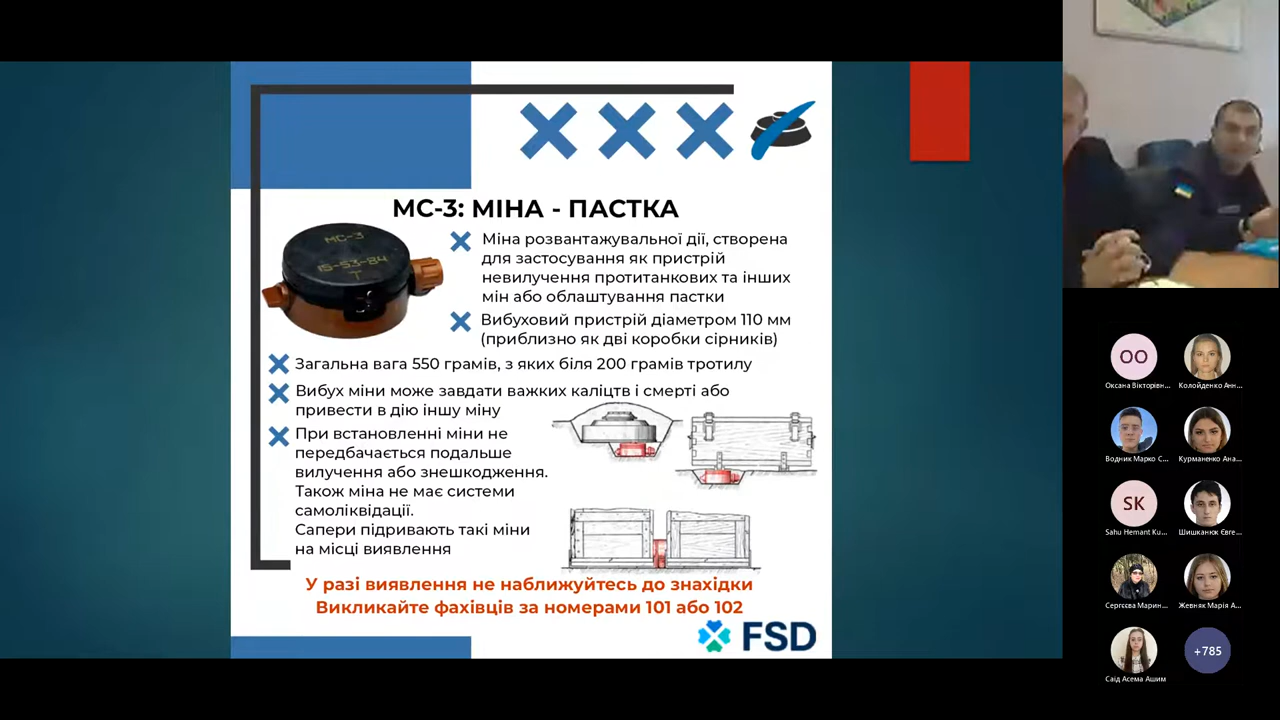 МС-3: МІНА - ПАСТКА
МС-3
15-53-84
Т
Міна розвантажувальної дії, створена
для застосування як пристрій
невилучення протитанкових та інших
мін або облаштування пастки
Вибуховий пристрій діаметром 110 мм
(приблизно як дві коробки сірників)
Загальна вага 550 грамів, з яких біля 200 грамів тротилу
Вибух міни може завдати важких каліцтв і смерті або
привести в дію іншу міну
При встановленні міни не
передбачається подальше
вилучення або знешкодження.
Також міна не має системи
самоліквідації.
Сапери підривають такі міни
на місці виявлення
У разі виявлення не наближуйтесь до знахідки
Викликайте фахівців за номерами 101 або 102
FSD
OO
Оксана Вікторівн...
Колойденко Анн...
Водник Марко С...
Курманенко Ана...
SK
Sahu Hemant Ku...
Шишканюк Євге...
Сергєєва Марин...
Жевняк Марія А...
Саід Асема Ашим
+785